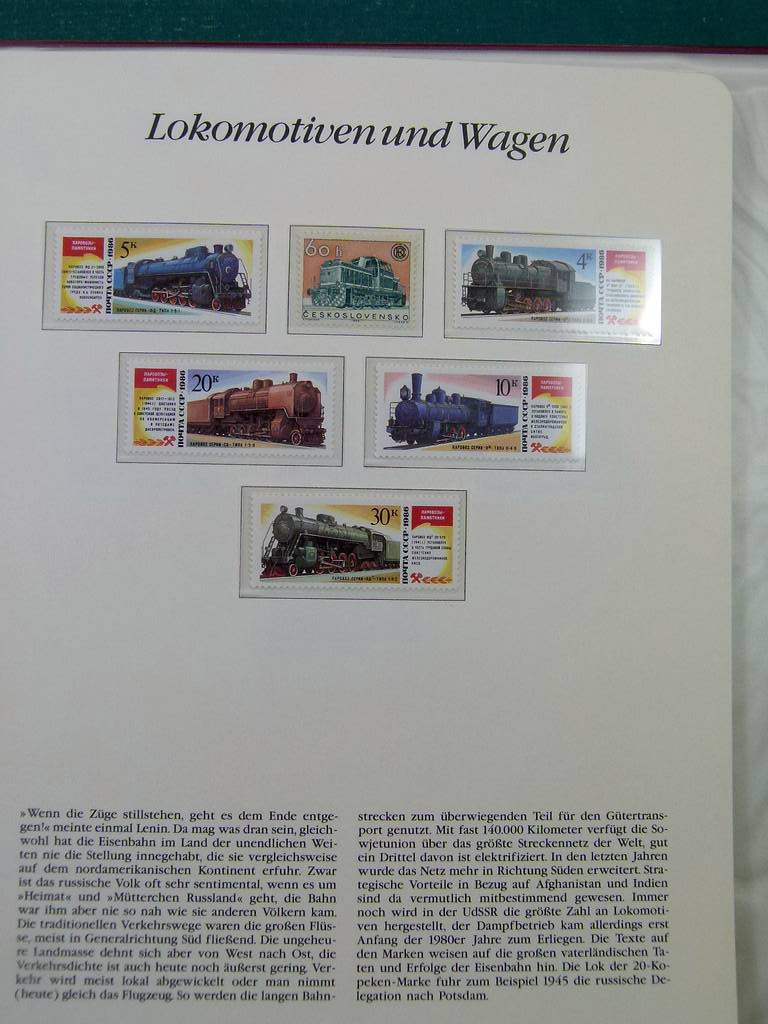 Lokomotiven und Wagen
ПАРОВОЗЫ-
ПАМЯТНИКИ
5К
ПОЧТА СССР·1986
60 h
ČESKOSLOVENSKO
4К
1986
20К
ПАРОВОЗЫ-
ПАМЯТНИКИ
ПОЧТА СССР·1986
10К
ПОЧТА СССР·1986
ПАРОВОЗЫ-
ПАМЯТНИКИ
30К
ПОЧТА СССР·1986
ПАРОВОЗЫ-
ПАМЯТНИКИ
»Wenn die Züge stillstehen, geht es dem Ende entge-
gen!« meinte einmal Lenin. Da mag was dran sein, gleich-
wohl hat die Eisenbahn im Land der unendlichen Wei-
ten nie die Stellung innegehabt, die sie vergleichsweise
auf dem nordamerikanischen Kontinent erfuhr. Zwar
ist das russische Volk oft sehr sentimental, wenn es um
»Heimat« und »Mütterchen Russland« geht, die Bahn
war ihm aber nie so nah wie sie anderen Völkern kam.
Die traditionellen Verkehrswege waren die großen Flüs-
se, meist in Generalrichtung Süd fließend. Die ungeheu-
re Landmasse dehnt sich aber von West nach Ost, die
Verkehrsdichte ist auch heute noch äußerst gering. Ver-
kehr wird meist lokal abgewickelt oder man nimmt
(heute) gleich das Flugzeug. So werden die langen Bahn-
strecken zum überwiegenden Teil für den Gütertrans-
port genutzt. Mit fast 140.000 Kilometer verfügt die So-
wjetunion über das größte Streckennetz der Welt, gut
ein Drittel davon ist elektrifiziert. In den letzten Jahren
wurde das Netz mehr in Richtung Süden erweitert. Stra-
tegische Vorteile in Bezug auf Afghanistan und Indien
sind da vermutlich mitbestimmend gewesen. Immer
noch wird in der UdSSR die größte Zahl an Lokomoti-
ven hergestellt, der Dampfbetrieb kam allerdings erst
Anfang der 1980er Jahre zum Erliegen. Die Texte auf
den Marken weisen auf die großen vaterländischen Ta-
ten und Erfolge der Eisenbahn hin. Die Lok der 20-Ko-
peken-Marke fuhr zum Beispiel 1945 die russische De-
legation nach Potsdam.